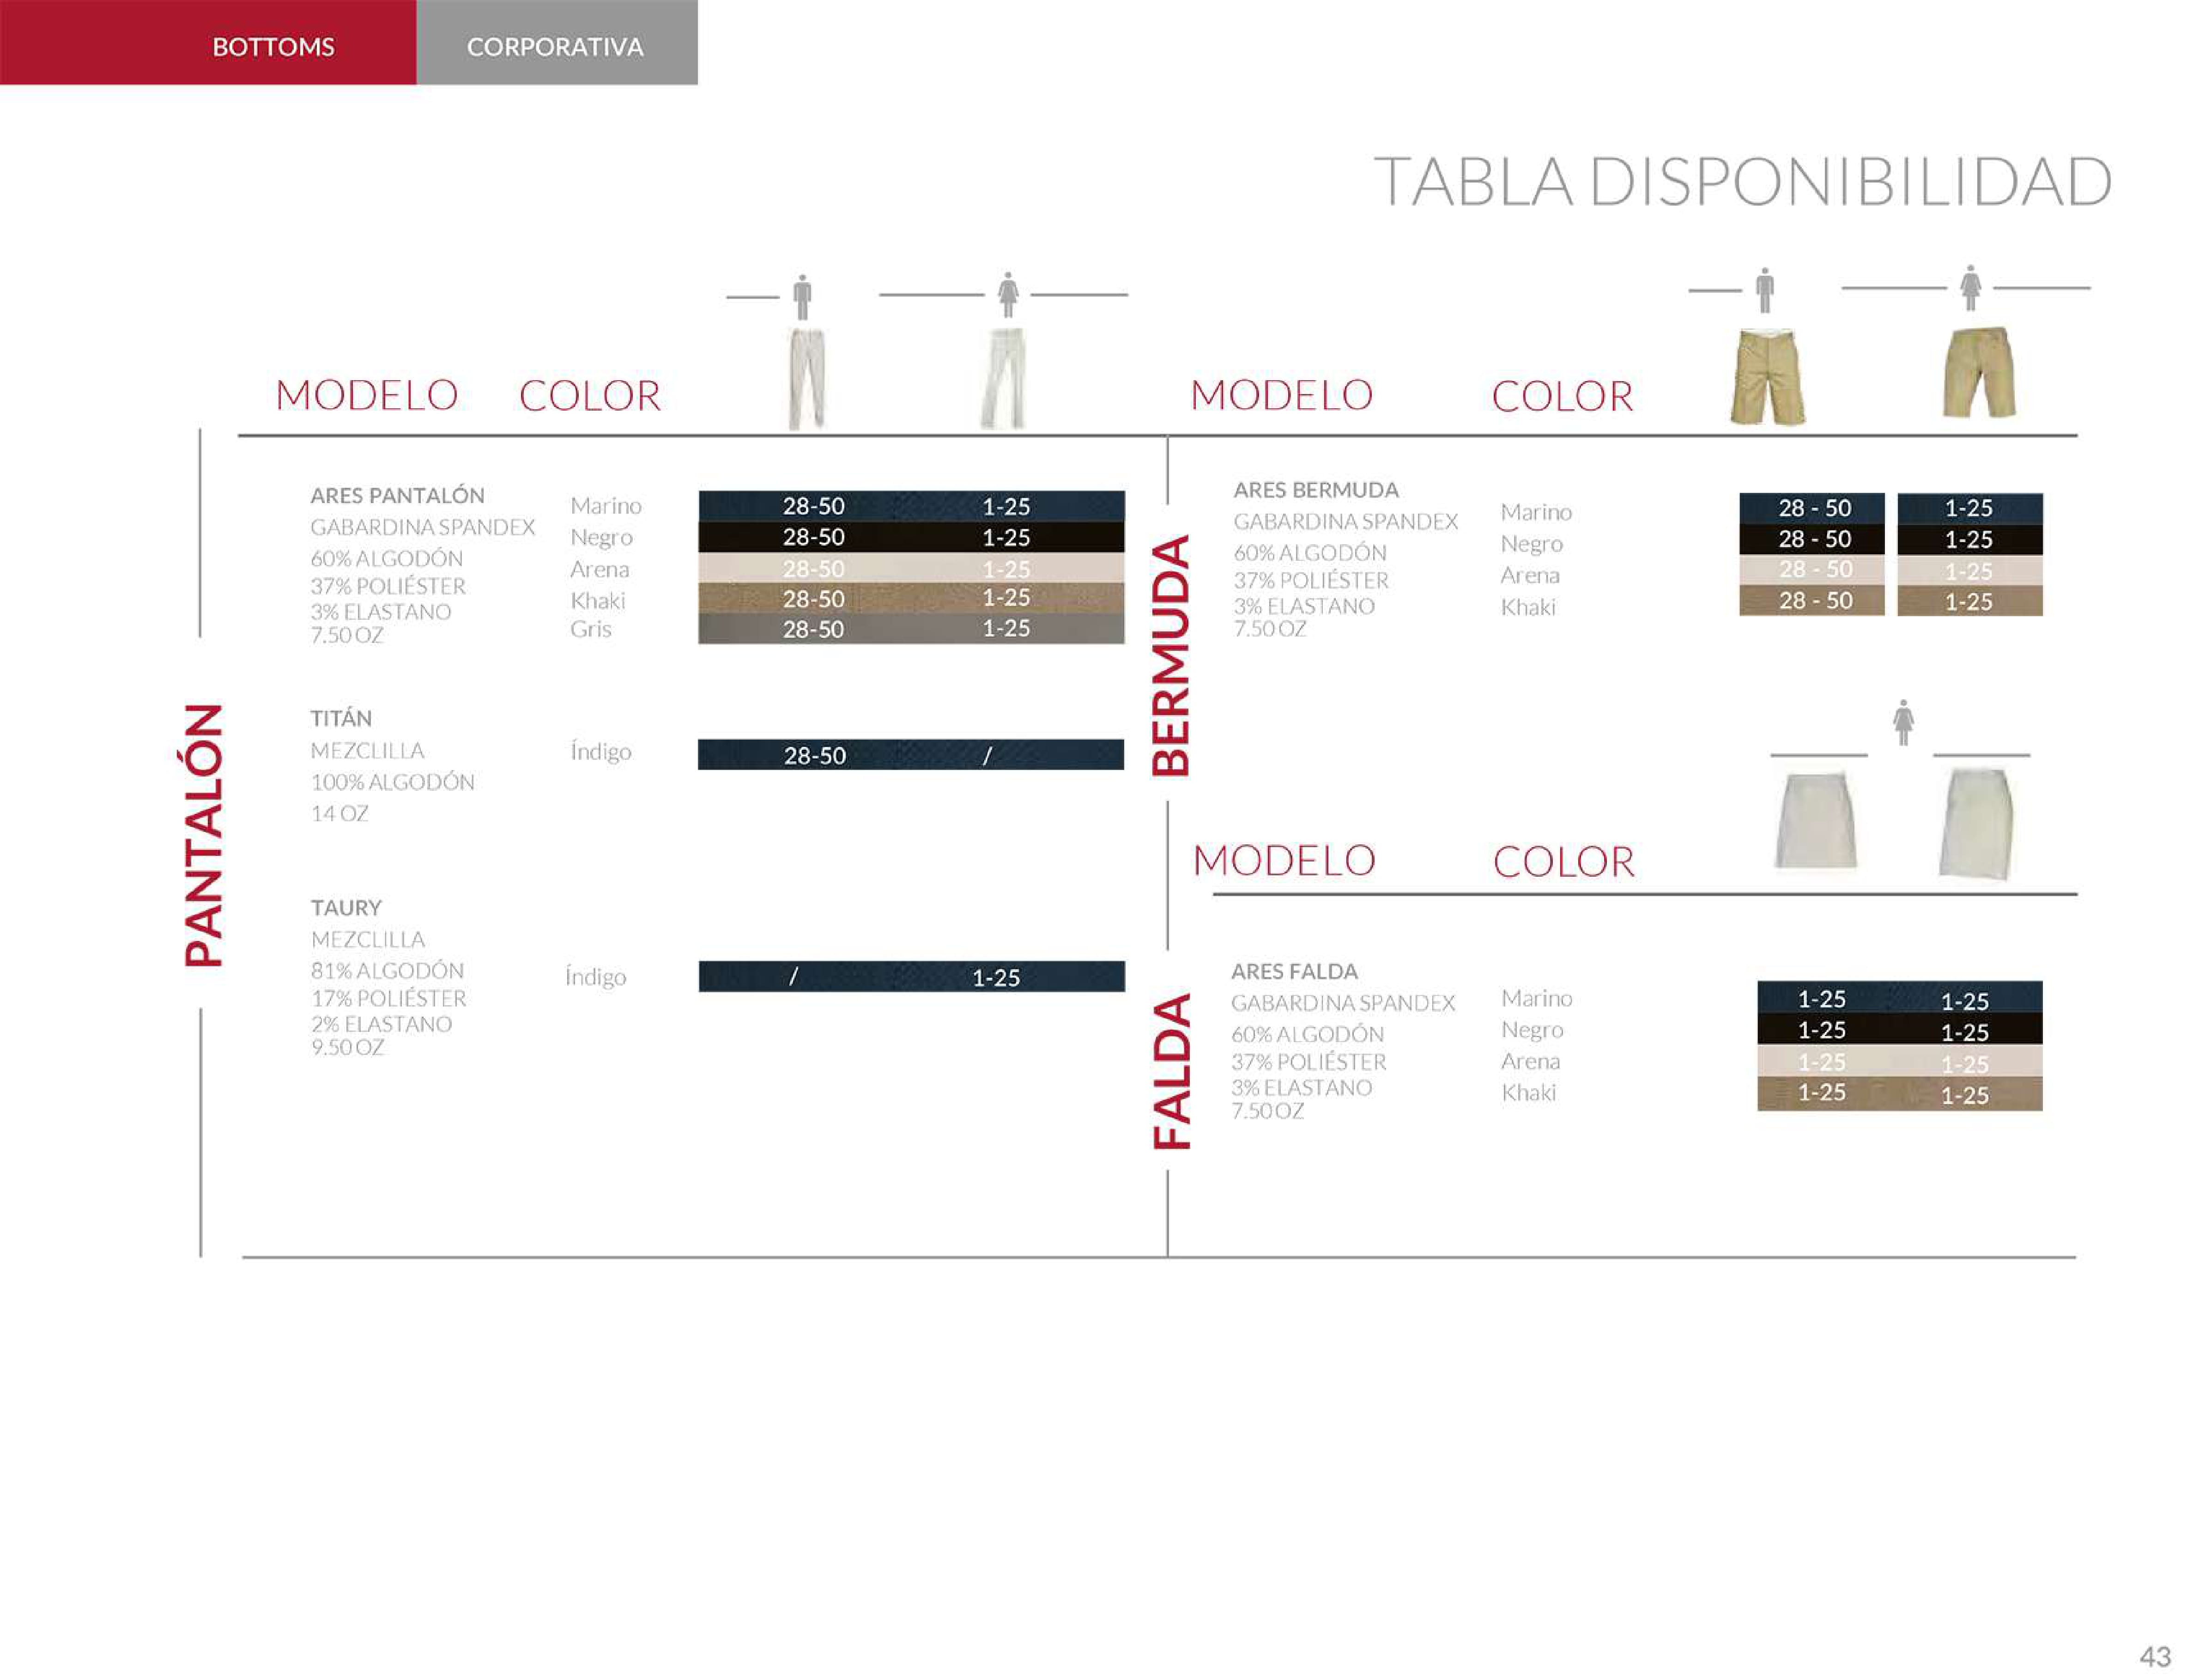 BOTTOMS CORPORATIVA
TABLA DISPONIBILIDAD
MODELO COLOR
PANTALÓN
ARES PANTALÓN
GABARDINA SPANDEX
60% ALGODÓN
37% POLIÉSTER
3% ELASTANO
7.50 OZ
Marino 28-50 1-25
Negro 28-50 1-25
Arena 28-50 1-25
Khaki 28-50 1-25
Gris 28-50 1-25
TITÁN
MEZCLILLA
100% ALGODÓN
14 OZ
Índigo 28-50 /
TAURY
MEZCLILLA
81% ALGODÓN
17% POLIÉSTER
2% ELASTANO
9.50 OZ
Índigo / 1-25
MODELO COLOR
BERMUDA
ARES BERMUDA
GABARDINA SPANDEX
60% ALGODÓN
37% POLIÉSTER
3% ELASTANO
7.50 OZ
Marino 28 - 50 1-25
Negro 28 - 50 1-25
Arena 28 - 50 1-25
Khaki 28 - 50 1-25
MODELO COLOR
FALDA
ARES FALDA
GABARDINA SPANDEX
60% ALGODÓN
37% POLIÉSTER
3% ELASTANO
7.50 OZ
Marino 1-25 1-25
Negro 1-25 1-25
Arena 1-25 1-25
Khaki 1-25 1-25
43